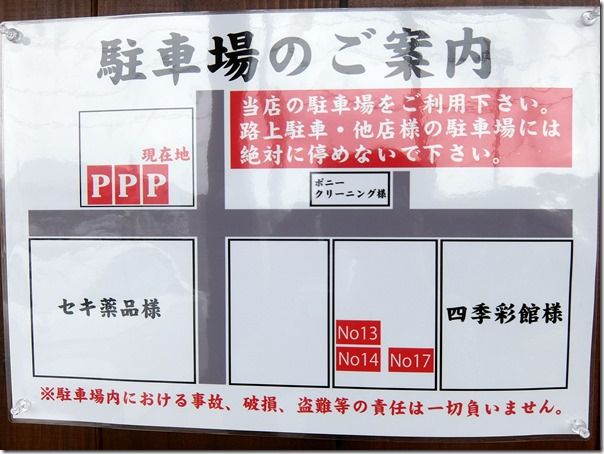 駐車場のご案内
当店の駐車場をご利用下さい。
路上駐車・他店様の駐車場には
絶対に停めないで下さい。
現在地
P P P
ポニー
クリーニング様
セキ薬品様
四季彩館様
No13
No14 No17
※駐車場内における事故、破損、盗難等の責任は一切負いません。